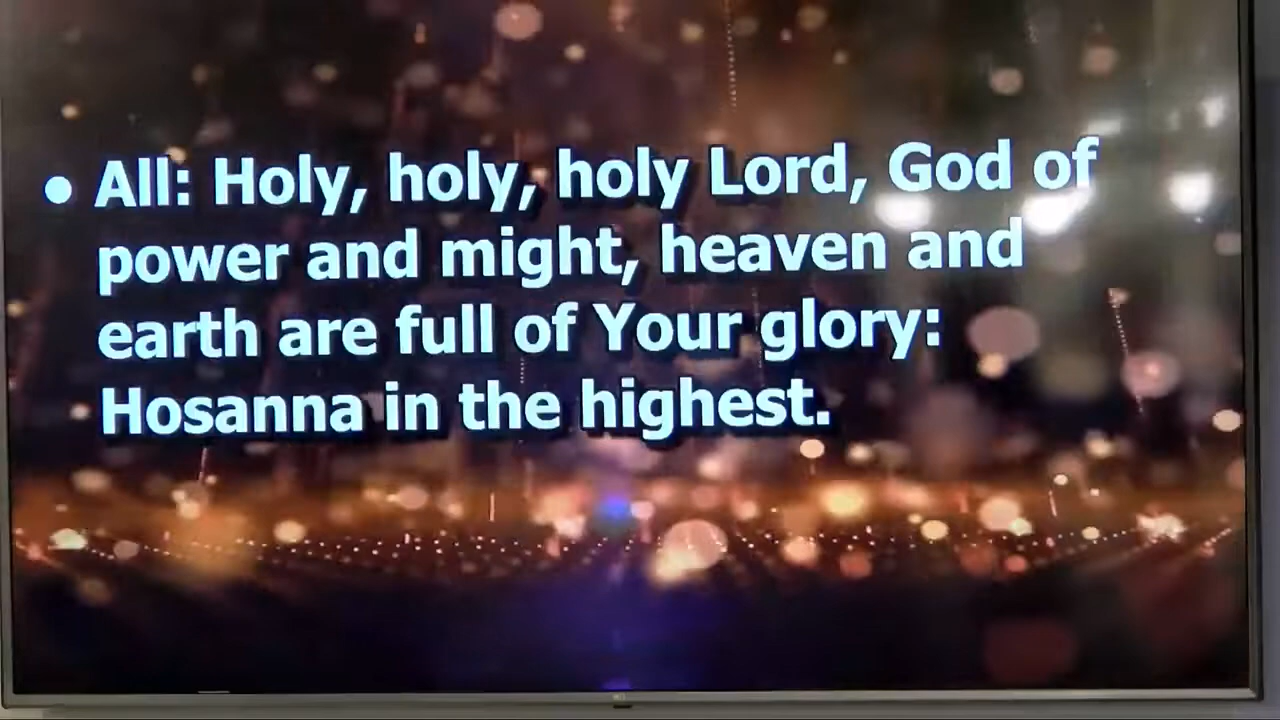 • All: Holy, holy, holy Lord, God of
power and might, heaven and
earth are full of Your glory:
Hosanna in the highest.